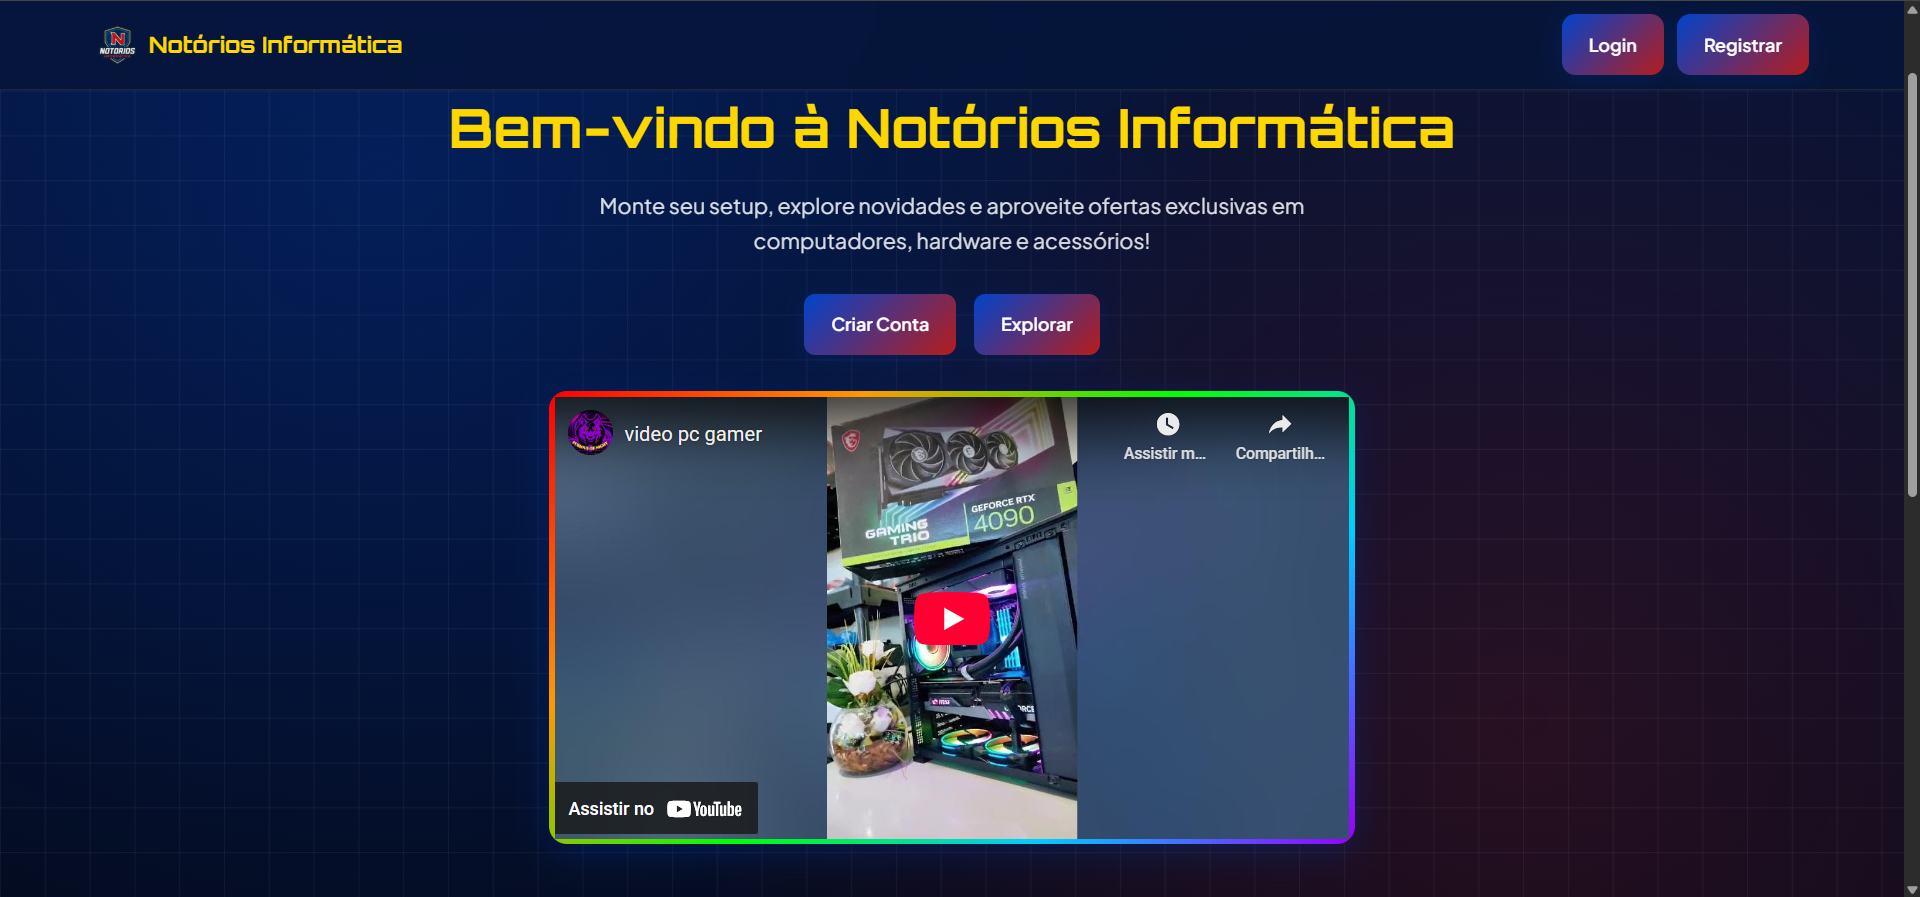 NOTÓRIOS
Notórios Informática
Login
Registrar
Bem-vindo à Notórios Informática
Monte seu setup, explore novidades e aproveite ofertas exclusivas em
computadores, hardware e acessórios!
Criar Conta
Explorar
video pc gamer
Assistir m...
Compartilh...
GEFORCE RTX
4090
GAMING
TRIO
Assistir no YouTube